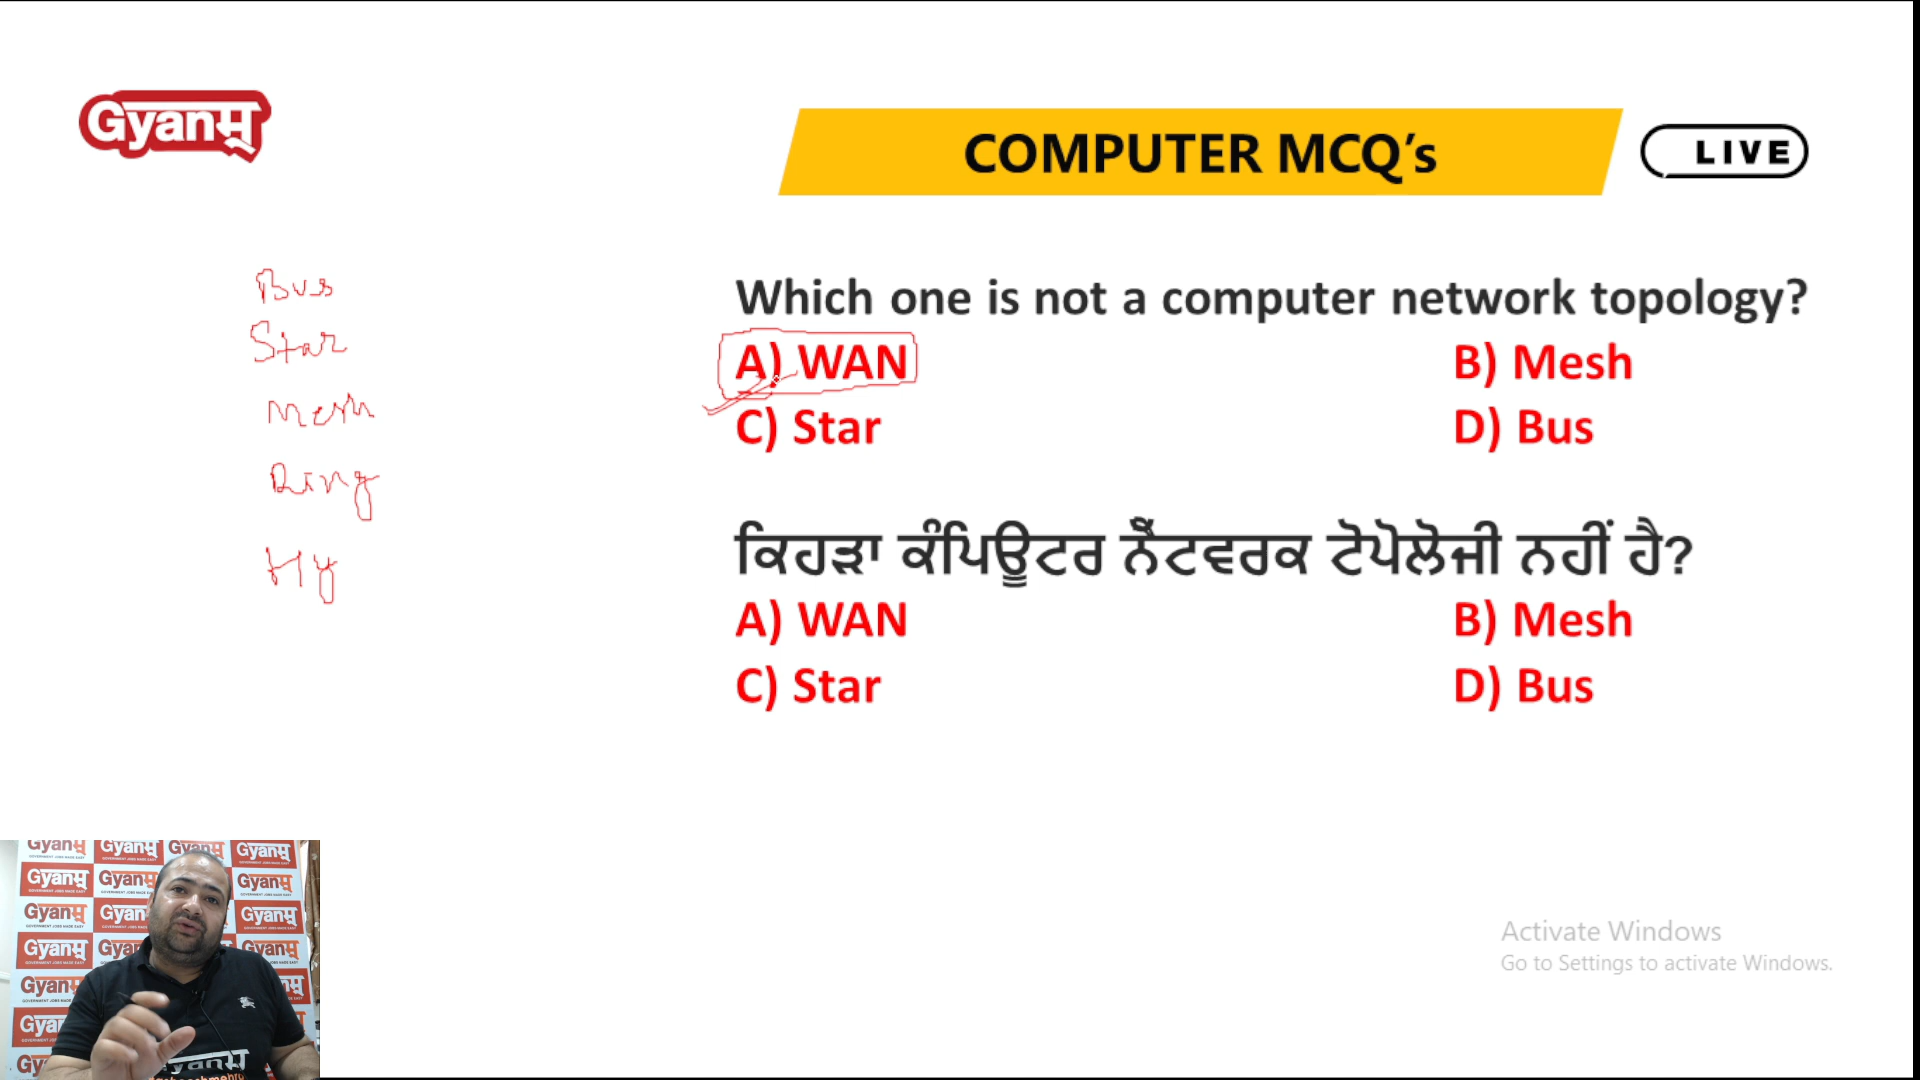 Gyanਮ
COMPUTER MCQ’s
LIVE
Bus
Star
Mesh
Ring
Hy
Which one is not a computer network topology?
A) WAN B) Mesh
C) Star D) Bus
ਕਿਹੜਾ ਕੰਪਿਊਟਰ ਨੈੱਟਵਰਕ ਟੋਪੋਲੋਜੀ ਨਹੀਂ ਹੈ?
A) WAN B) Mesh
C) Star D) Bus
Activate Windows
Go to Settings to activate Windows.